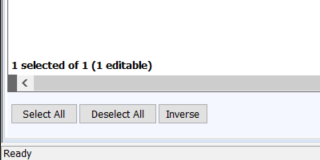 1 selected of 1 (1 editable)
Select All Deselect All Inverse
Ready